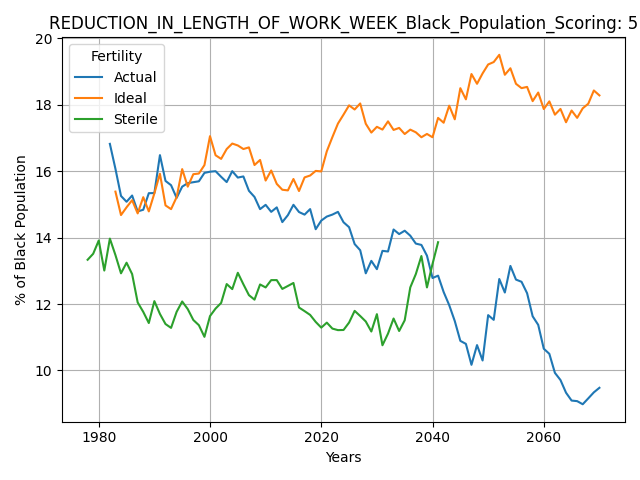 REDUCTION_IN_LENGTH_OF_WORK_WEEK_Black_Population_Scoring: 5
Fertility
Actual
Ideal
Sterile
% of Black Population
20
18
16
14
12
10
1980
2000
2020
2040
2060
Years